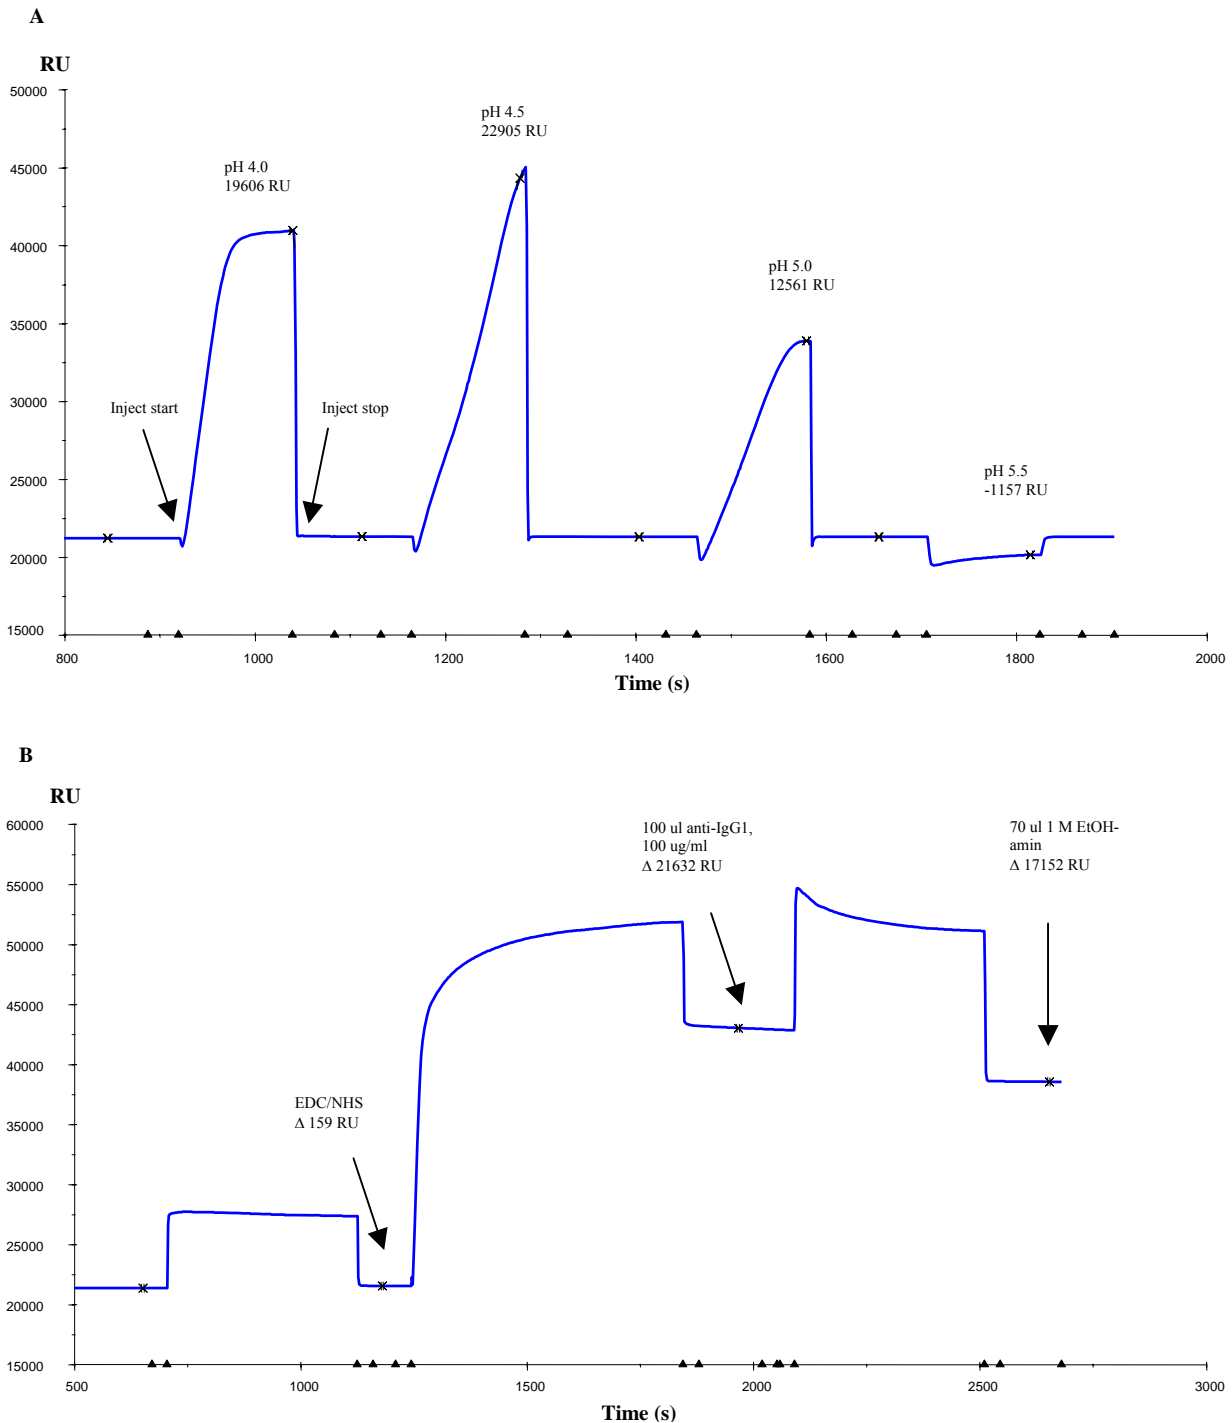 A
RU
50000
pH 4.5
22905 RU
pH 4.0
19606 RU
45000
40000
pH 5.0
12561 RU
35000
30000
Inject start
Inject stop
25000
pH 5.5
-1157 RU
20000
15000
800
1000
1200
1400
1600
1800
2000
Time (s)
B
RU
60000
100 ul anti-IgG1,
100 ug/ml
Δ 21632 RU
70 ul 1 M EtOH-
amin
Δ 17152 RU
55000
50000
45000
40000
35000
EDC/NHS
Δ 159 RU
30000
25000
20000
15000
500
1000
1500
2000
2500
3000
Time (s)